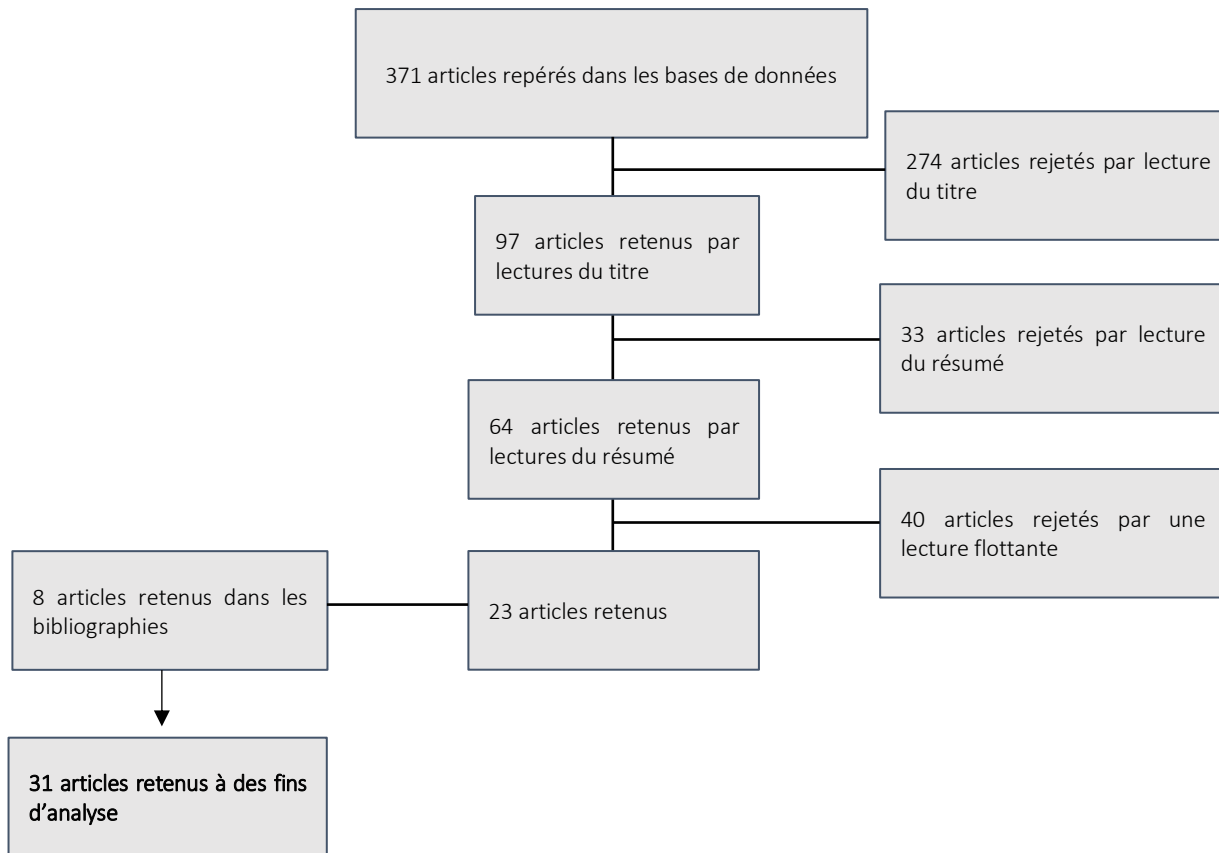 371 articles repérés dans les bases de données
274 articles rejetés par lecture
du titre
97 articles retenus par
lectures du titre
33 articles rejetés par lecture
du résumé
64 articles retenus par
lectures du résumé
40 articles rejetés par une
lecture flottante
8 articles retenus dans les
bibliographies
23 articles retenus
31 articles retenus à des fins
d’analyse